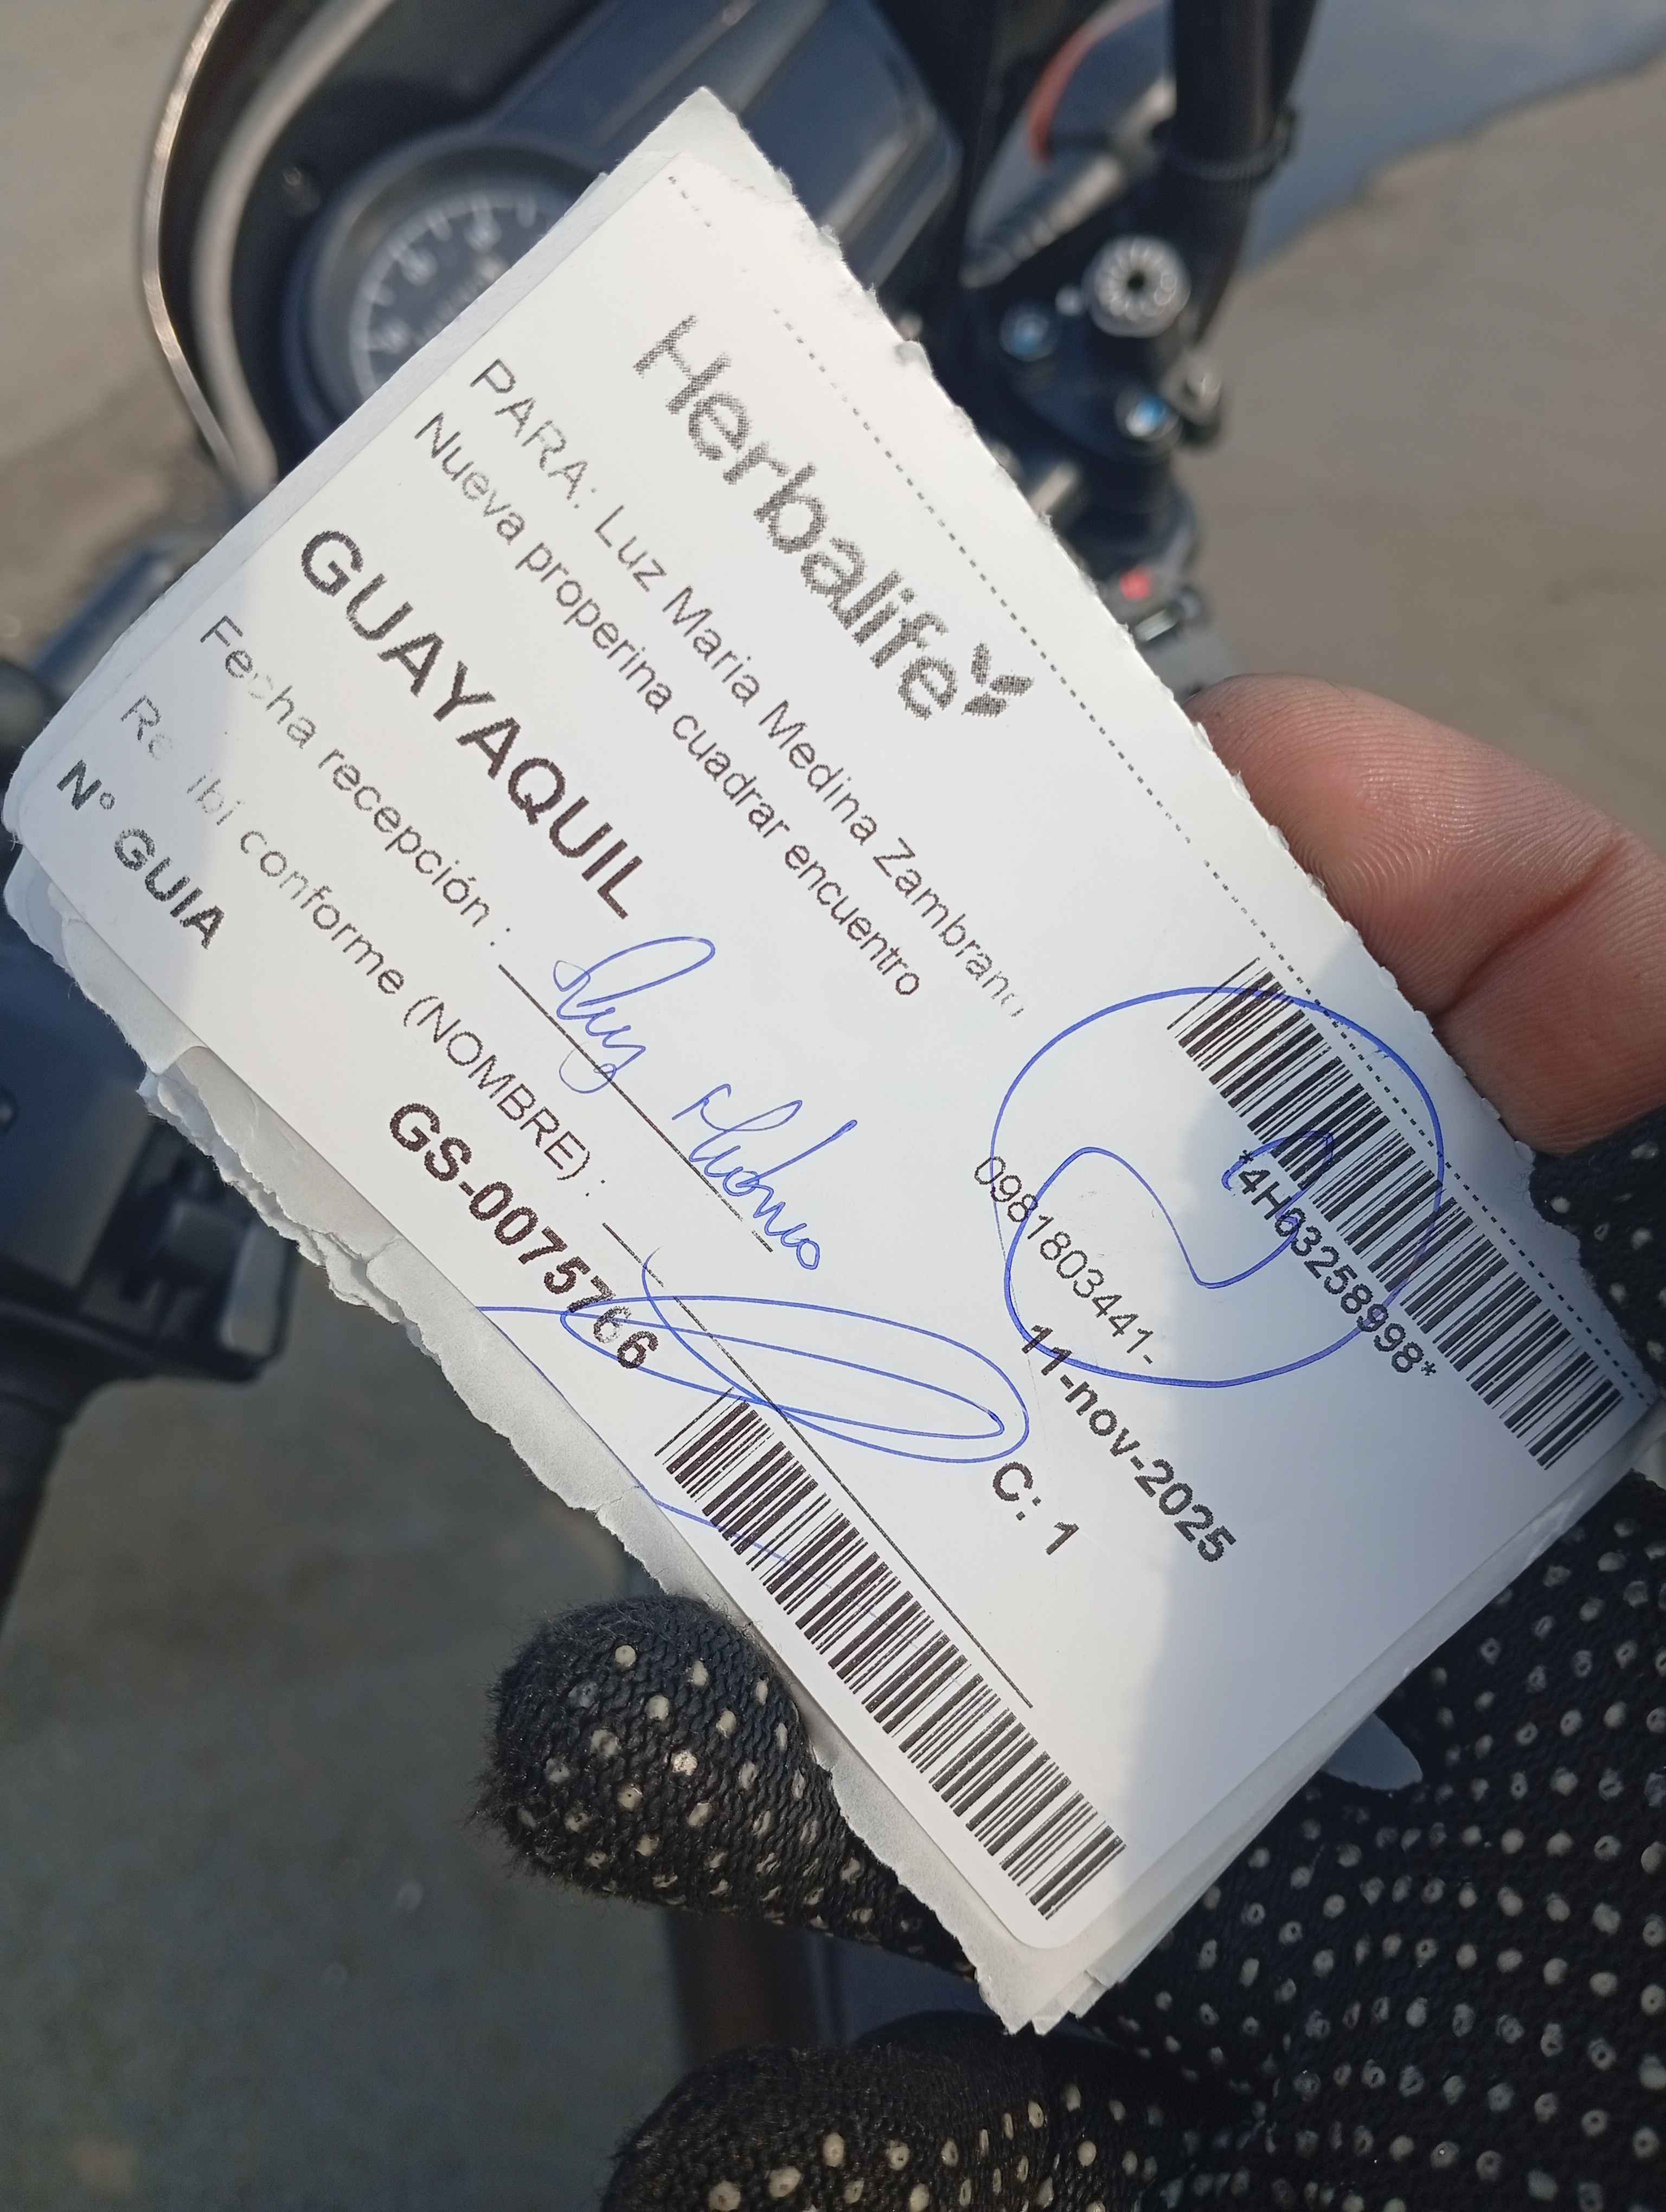 Herbalife
*4H63258998*
PARA: Luz Maria Medina Zambrano
0981803441-
Nueva properina cuadrar encuentro
11-nov-2025
GUAYAQUIL
C: 1
Fecha recepción :
Recibi conforme (NOMBRE) :
N° GUIA
GS-0075766